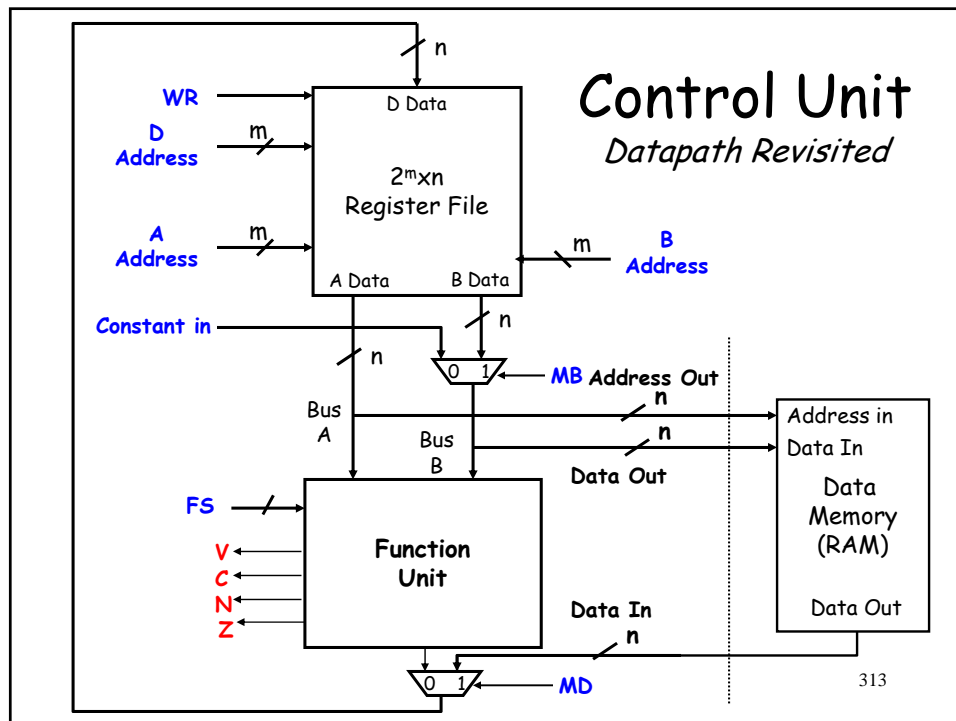 Control Unit
Datapath Revisited
n
WR
D Data
D
Address
m
2ᵐxn
Register File
A
Address
m
m
B
Address
A Data
B Data
Constant in
n
n
0 1
MB
Address Out
n
Bus
A
Address in
Bus
B
n
Data In
Data Out
FS
Function
Unit
Data
Memory
(RAM)
V
C
N
Z
Data In
n
Data Out
0 1
MD
313